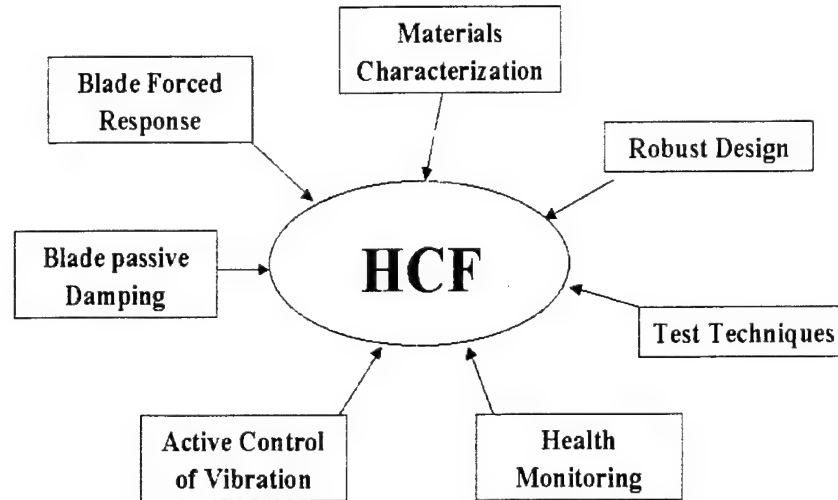 Materials
Characterization
Blade Forced
Response
Robust Design
HCF
Blade passive
Damping
Test Techniques
Active Control
of Vibration
Health
Monitoring